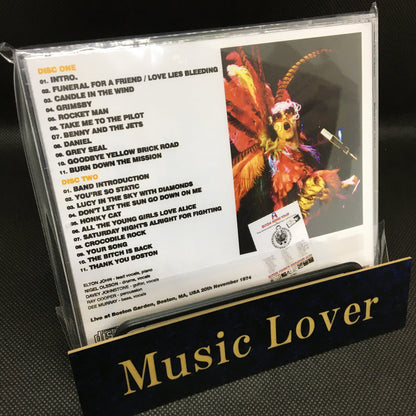 DISC ONE
01. INTRO.
02. FUNERAL FOR A FRIEND / LOVE LIES BLEEDING
03. CANDLE IN THE WIND
04. GRIMSBY
05. ROCKET MAN
06. TAKE ME TO THE PILOT
07. BENNY AND THE JETS
08. DANIEL
09. GREY SEAL
10. GOODBYE YELLOW BRICK ROAD
11. BURN DOWN THE MISSION
DISC TWO
01. BAND INTRODUCTION
02. YOU'RE SO STATIC
03. LUCY IN THE SKY WITH DIAMONDS
04. DON'T LET THE SUN GO DOWN ON ME
05. HONKY CAT
06. ALL THE YOUNG GIRLS LOVE ALICE
07. SATURDAY NIGHT'S ALRIGHT FOR FIGHTING
08. CROCODILE ROCK
09. YOUR SONG
10. THE BITCH IS BACK
11. THANK YOU BOSTON
ELTON JOHN - lead vocals, piano
NIGEL OLSSON - drums, vocals
DAVEY JOHNSTONE - guitar, vocals
RAY COOPER - percussion
DEE MURRAY - bass, vocals
Live at Boston Garden, Boston, MA, USA 20th November 1974
Music Lover